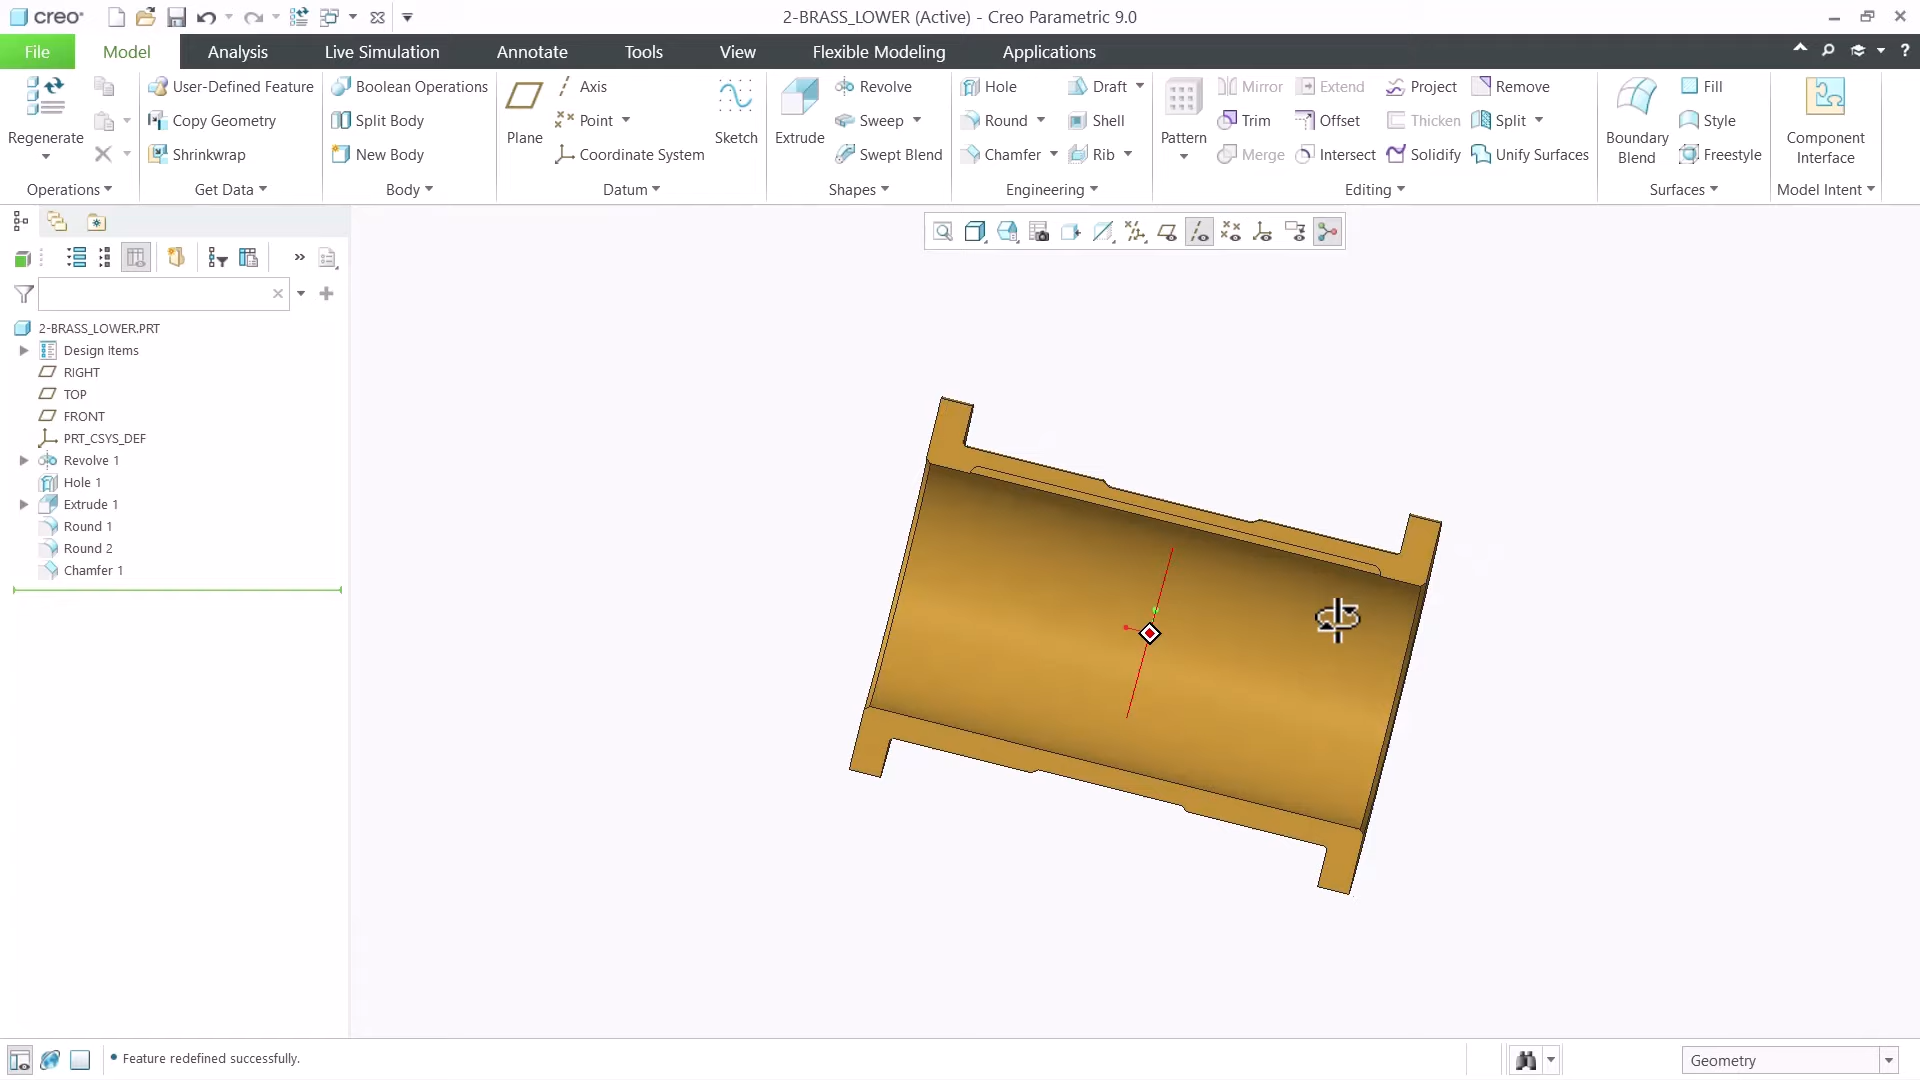 creo 2-BRASS_LOWER (Active) - Creo Parametric 9.0
File Model Analysis Live Simulation Annotate Tools View Flexible Modeling Applications
Regenerate
Operations
User-Defined Feature
Copy Geometry
Shrinkwrap
Get Data
Boolean Operations
Split Body
New Body
Body
Plane
Axis
Point
Coordinate System
Sketch
Datum
Extrude
Revolve
Sweep
Swept Blend
Shapes
Hole
Round
Chamfer
Draft
Shell
Rib
Engineering
Pattern
Mirror
Trim
Merge
Extend
Offset
Intersect
Project
Thicken
Solidify
Remove
Split
Unify Surfaces
Editing
Boundary
Blend
Fill
Style
Freestyle
Surfaces
Component
Interface
Model Intent
2-BRASS_LOWER.PRT
Design Items
RIGHT
TOP
FRONT
PRT_CSYS_DEF
Revolve 1
Hole 1
Extrude 1
Round 1
Round 2
Chamfer 1
Feature redefined successfully.
Geometry